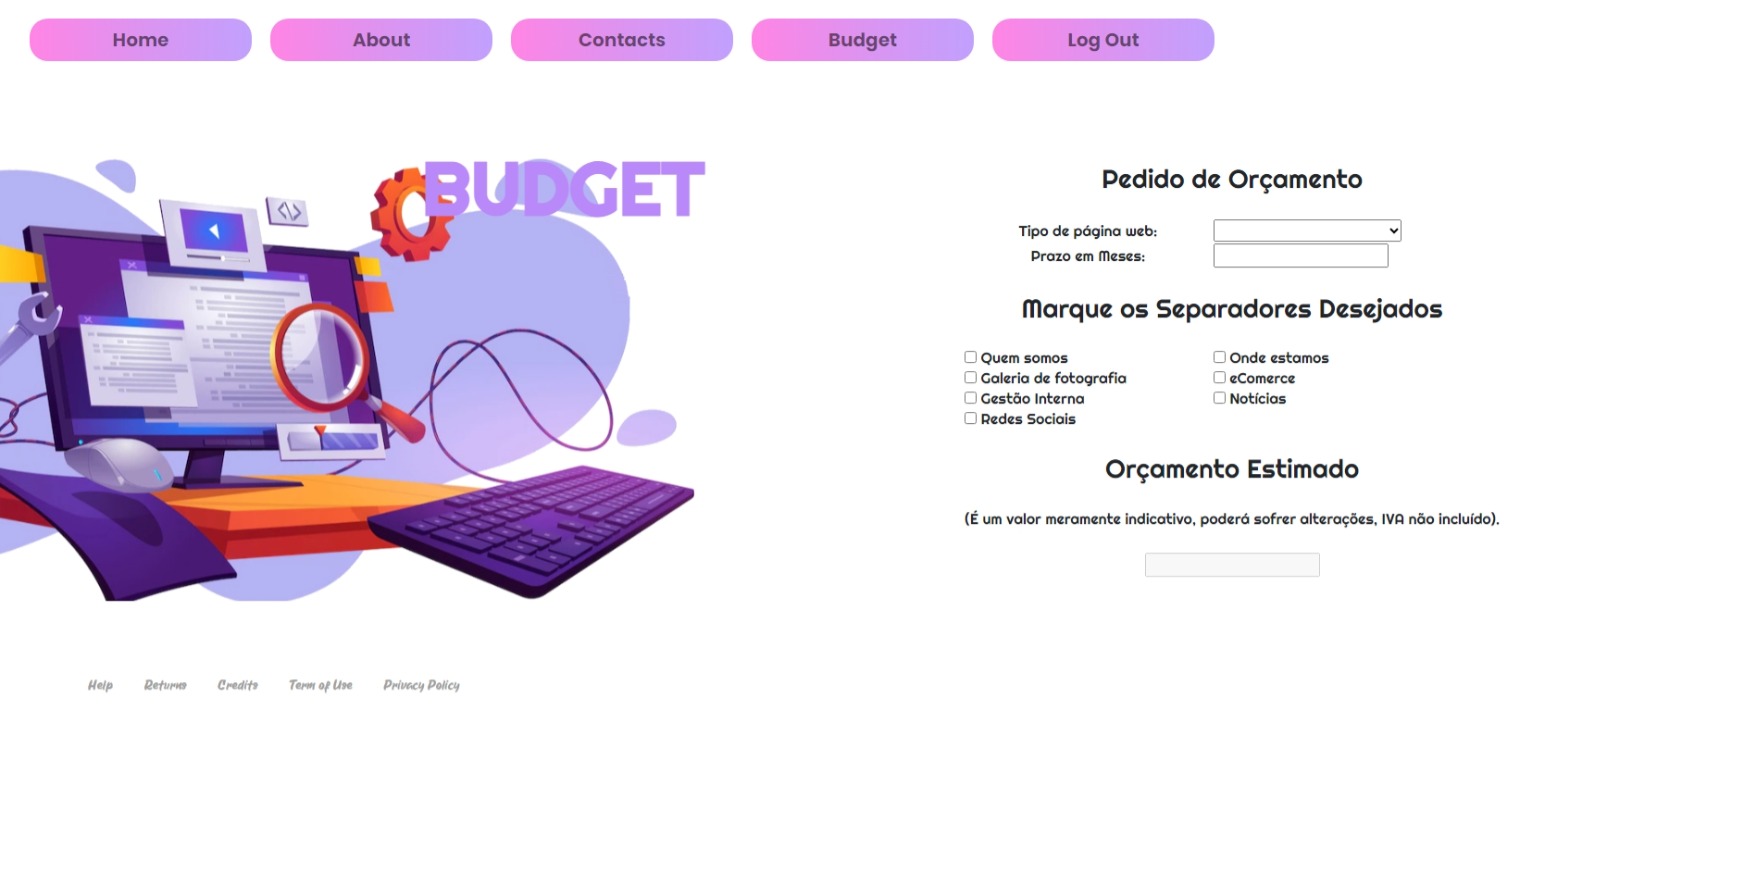 Home About Contacts Budget Log Out
BUDGET
Pedido de Orçamento
Tipo de página web:
Prazo em Meses:
Marque os Separadores Desejados
Quem somos Onde estamos
Galeria de fotografia eComerce
Gestão Interna Notícias
Redes Sociais
Orçamento Estimado
(É um valor meramente indicativo, poderá sofrer alterações, IVA não incluído).
Help Returns Credits Term of Use Privacy Policy